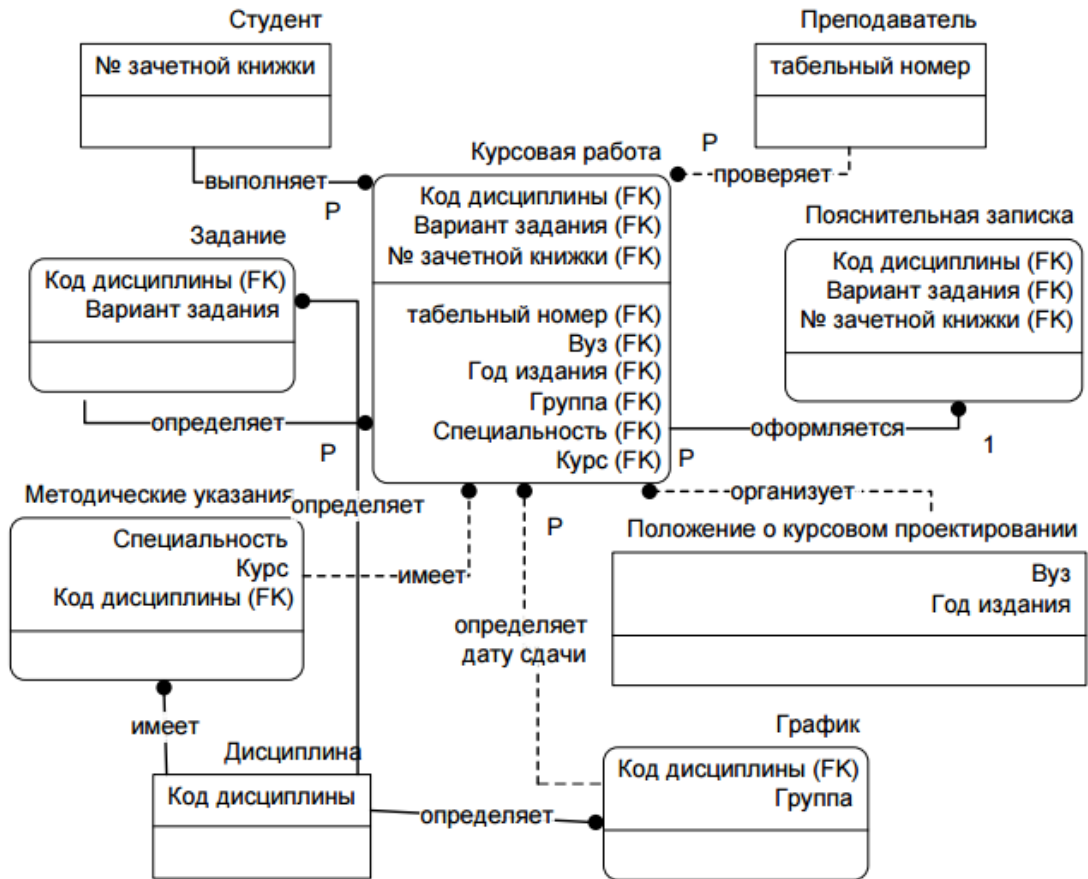 Студент
№ зачетной книжки
Преподаватель
табельный номер
выполняет
P
P
проверяет
Курсовая работа
Код дисциплины (FK)
Вариант задания (FK)
№ зачетной книжки (FK)
табельный номер (FK)
Вуз (FK)
Год издания (FK)
Группа (FK)
Специальность (FK)
Курс (FK)
Пояснительная записка
Код дисциплины (FK)
Вариант задания (FK)
№ зачетной книжки (FK)
Задание
Код дисциплины (FK)
Вариант задания
определяет
P
оформляется
1
P
организует
Методические указания
Специальность
Курс
Код дисциплины (FK)
определяет
имеет
P
определяет
дату сдачи
Положение о курсовом проектировании
Вуз
Год издания
имеет
Дисциплина
Код дисциплины
определяет
График
Код дисциплины (FK)
Группа